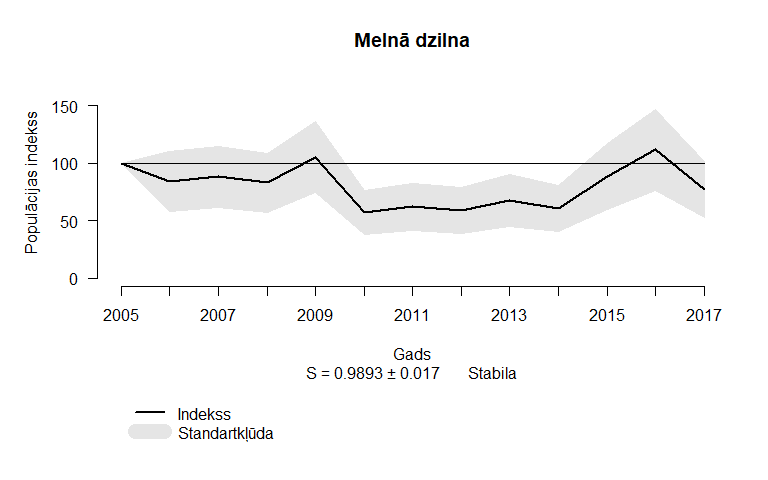 Melnā dzilna
Populācijas indekss
150
100
50
0
2005 2007 2009 2011 2013 2015 2017
Gads
S = 0.9893 ± 0.017 Stabila
Indekss
Standartkļūda